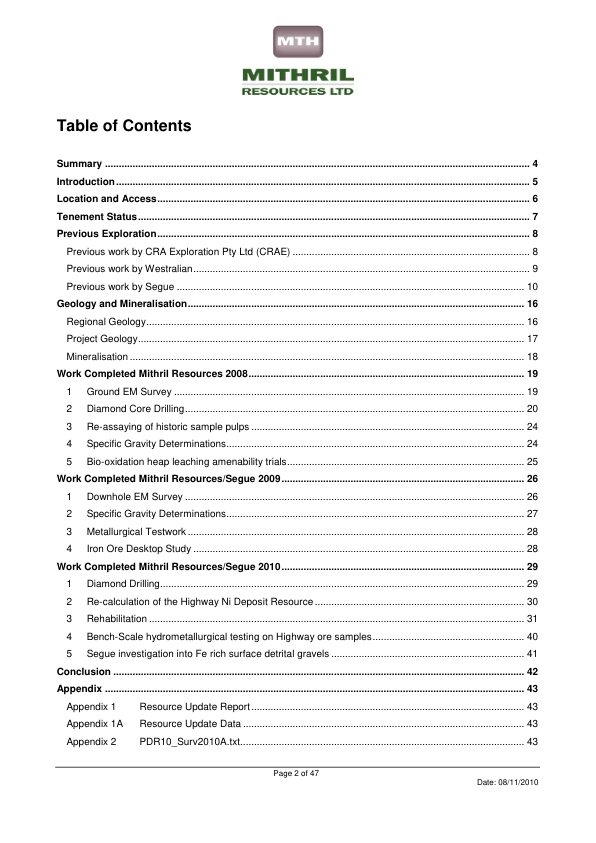 MTH
MITHRIL
RESOURCES LTD
Table of Contents
Summary ................................................................ 4
Introduction ................................................................ 5
Location and Access ................................................................ 6
Tenement Status ................................................................ 7
Previous Exploration ................................................................ 8
Previous work by CRA Exploration Pty Ltd (CRAE) ................................................................ 8
Previous work by Westralian ................................................................ 9
Previous work by Segue ................................................................ 10
Geology and Mineralisation ................................................................ 16
Regional Geology ................................................................ 16
Project Geology ................................................................ 17
Mineralisation ................................................................ 18
Work Completed Mithril Resources 2008 ................................................................ 19
1 Ground EM Survey ................................................................ 19
2 Diamond Core Drilling ................................................................ 20
3 Re-assaying of historic sample pulps ................................................................ 24
4 Specific Gravity Determinations ................................................................ 24
5 Bio-oxidation heap leaching amenability trials ................................................................ 25
Work Completed Mithril Resources/Segue 2009 ................................................................ 26
1 Downhole EM Survey ................................................................ 26
2 Specific Gravity Determinations ................................................................ 27
3 Metallurgical Testwork ................................................................ 28
4 Iron Ore Desktop Study ................................................................ 28
Work Completed Mithril Resources/Segue 2010 ................................................................ 29
1 Diamond Drilling ................................................................ 29
2 Re-calculation of the Highway Ni Deposit Resource ................................................................ 30
3 Rehabilitation ................................................................ 31
4 Bench-Scale hydrometallurgical testing on Highway ore samples ................................................................ 40
5 Segue investigation into Fe rich surface detrital gravels ................................................................ 41
Conclusion ................................................................ 42
Appendix ................................................................ 43
Appendix 1 Resource Update Report ................................................................ 43
Appendix 1A Resource Update Data ................................................................ 43
Appendix 2 PDR10_Surv2010A.txt ................................................................ 43
Page 2 of 47
Date: 08/11/2010